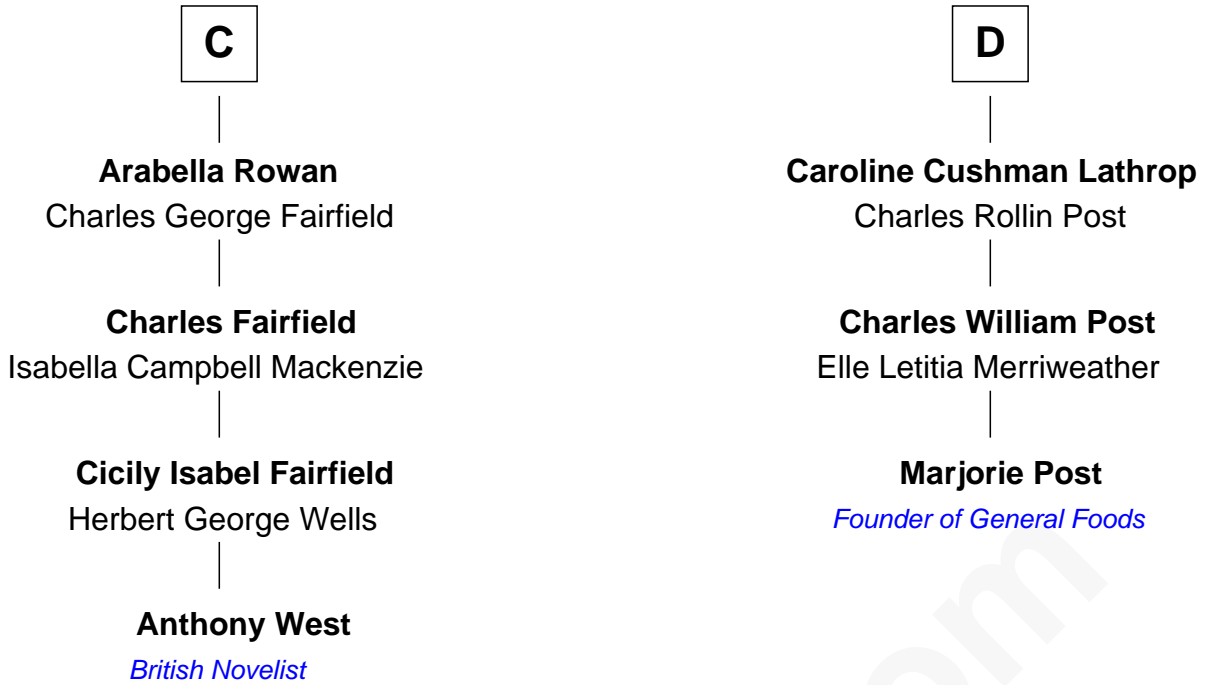 C
Arabella Rowan
Charles George Fairfield
Charles Fairfield
Isabella Campbell Mackenzie
Cicily Isabel Fairfield
Herbert George Wells
Anthony West
British Novelist
D
Caroline Cushman Lathrop
Charles Rollin Post
Charles William Post
Elle Letitia Merriweather
Marjorie Post
Founder of General Foods
om